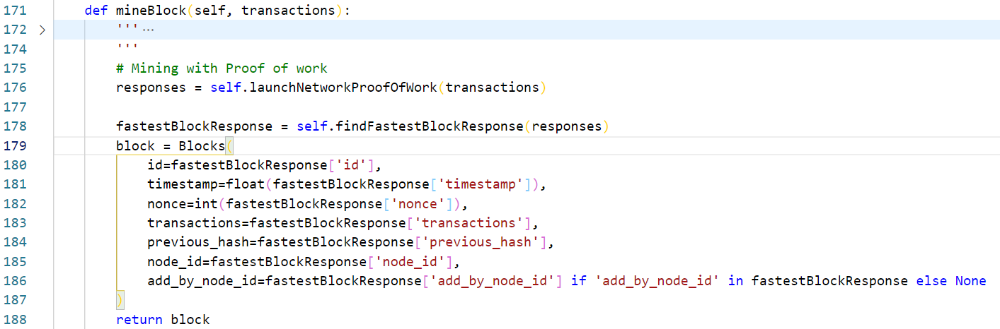 171 def mineBlock(self, transactions):
172 > '''...
174 '''
175 # Mining with Proof of work
176 responses = self.launchNetworkProofOfWork(transactions)
177
178 fastestBlockResponse = self.findFastestBlockResponse(responses)
179 block = Blocks(
180 id=fastestBlockResponse['id'],
181 timestamp=float(fastestBlockResponse['timestamp']),
182 nonce=int(fastestBlockResponse['nonce']),
183 transactions=fastestBlockResponse['transactions'],
184 previous_hash=fastestBlockResponse['previous_hash'],
185 node_id=fastestBlockResponse['node_id'],
186 add_by_node_id=fastestBlockResponse['add_by_node_id'] if 'add_by_node_id' in fastestBlockResponse else None
187 )
188 return block